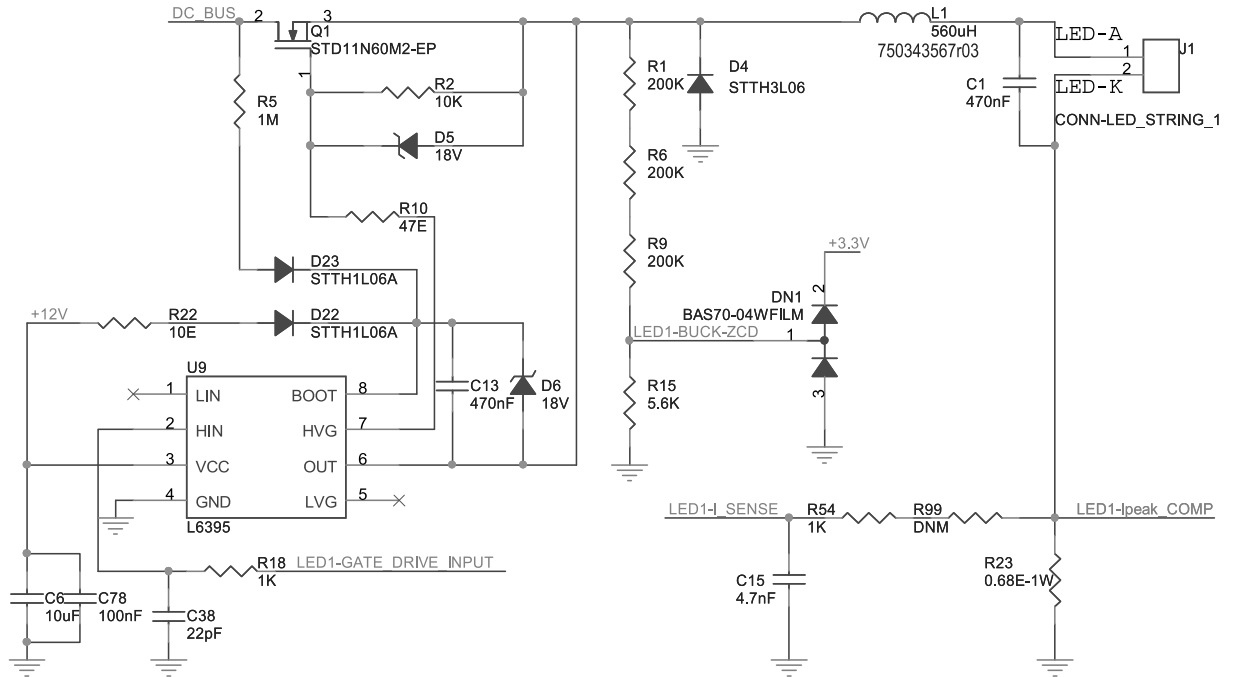 DC_BUS
2
3
Q1
STD11N60M2-EP
1
R5
1M
R2
10K
D5
18V
R10
47E
D23
STTH1L06A
+12V
R22
10E
D22
STTH1L06A
U9
1
LIN
BOOT
8
2
HIN
HVG
7
3
VCC
OUT
6
4
GND
LVG
5
L6395
C13
470nF
D6
18V
R18
1K
LED1-GATE_DRIVE_INPUT
C6
10uF
C78
100nF
C38
22pF
R1
200K
D4
STTH3L06
R6
200K
R9
200K
+3.3V
2
DN1
BAS70-04WFILM
LED1-BUCK-ZCD
1
3
R15
5.6K
L1
560uH
750343567r03
C1
470nF
LED-A
1
J1
2
LED-K
CONN-LED_STRING_1
LED1-I_SENSE
R54
1K
R99
DNM
LED1-Ipeak_COMP
C15
4.7nF
R23
0.68E-1W